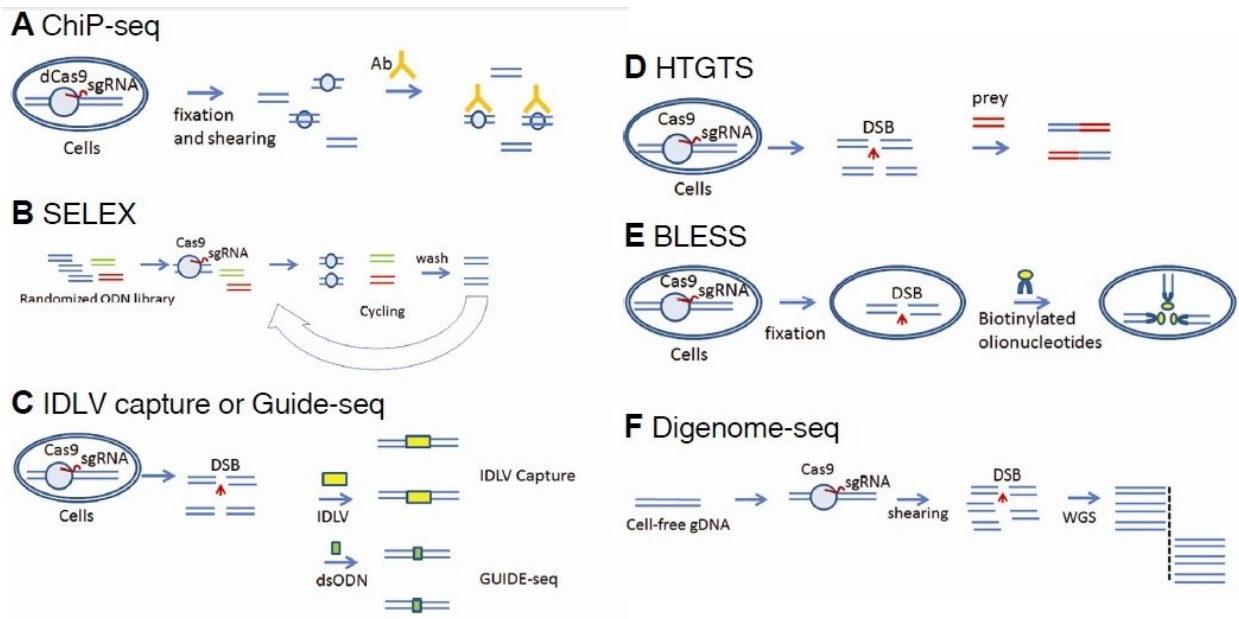 A ChiP-seq
dCas9
sgRNA
Cells
fixation
and shearing
Ab
B SELEX
Randomized ODN library
Cas9
sgRNA
Cycling
wash
C IDLV capture or Guide-seq
Cas9
sgRNA
Cells
DSB
IDLV
IDLV Capture
dsODN
GUIDE-seq
D HTGTS
Cas9
sgRNA
Cells
DSB
prey
E BLESS
Cas9
sgRNA
Cells
fixation
DSB
Biotinylated
olionucleotides
F Digenome-seq
Cell-free gDNA
Cas9
sgRNA
shearing
DSB
WGS